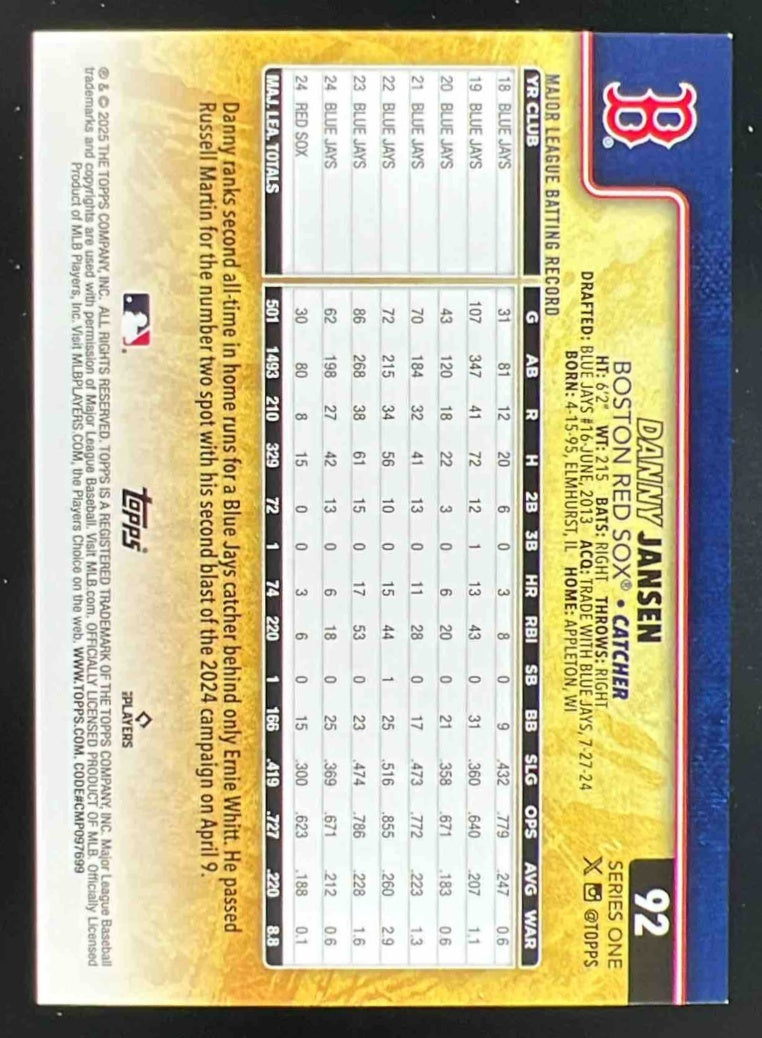 B®
92
SERIES ONE
X @TOPPS
DANNY JANSEN
BOSTON RED SOX® • CATCHER
HT: 6'2" WT: 215 BATS: RIGHT THROWS: RIGHT
DRAFTED: BLUE JAYS #16-JUNE, 2013 ACQ: TRADE WITH BLUE JAYS, 7-27-24
BORN: 4-15-95, ELMHURST, IL HOME: APPLETON, WI
MAJOR LEAGUE BATTING RECORD
YR CLUB G AB R H 2B 3B HR RBI SB BB SLG OPS AVG WAR
18 BLUE JAYS 31 81 12 20 6 0 3 8 0 9 .432 .779 .247 0.6
19 BLUE JAYS 107 347 41 72 12 1 13 43 0 31 .360 .640 .207 1.1
20 BLUE JAYS 43 120 18 22 3 0 6 20 0 21 .358 .671 .183 0.6
21 BLUE JAYS 70 184 32 41 13 0 11 28 0 17 .473 .772 .223 1.3
22 BLUE JAYS 72 215 34 56 10 0 15 44 1 25 .516 .855 .260 2.9
23 BLUE JAYS 86 268 38 61 15 0 17 53 0 23 .474 .786 .228 1.6
24 BLUE JAYS 62 198 27 42 13 0 6 18 0 25 .369 .671 .212 0.6
24 RED SOX 30 80 8 15 0 0 3 6 0 15 .300 .623 .188 0.1
MAJ. LEA. TOTALS 501 1493 210 329 72 1 74 220 1 166 .419 .727 .220 8.8
Danny ranks second all-time in home runs for a Blue Jays catcher behind only Ernie Whitt. He passed
Russell Martin for the number two spot with his second blast of the 2024 campaign on April 9.
topps®
PLAYERS
® & © 2025 THE TOPPS COMPANY, INC. ALL RIGHTS RESERVED. TOPPS IS A REGISTERED TRADEMARK OF THE TOPPS COMPANY, INC. Major League Baseball
trademarks and copyrights are used with permission of Major League Baseball. Visit MLB.com. OFFICIALLY LICENSED PRODUCT OF MLB. Officially Licensed
Product of MLB Players, Inc. Visit MLBPLAYERS.COM, the Players Choice on the web. WWW.TOPPS.COM. CODE#CMP097699